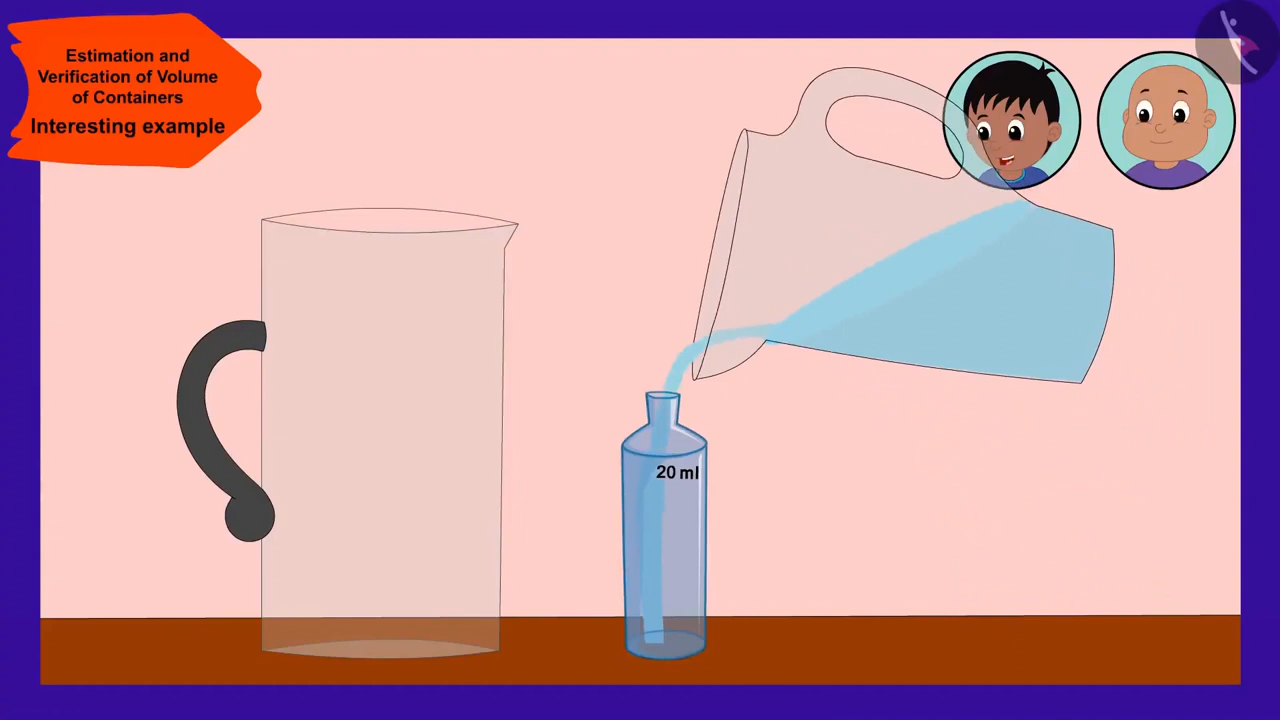 Estimation and
Verification of Volume
of Containers
Interesting example
20 ml